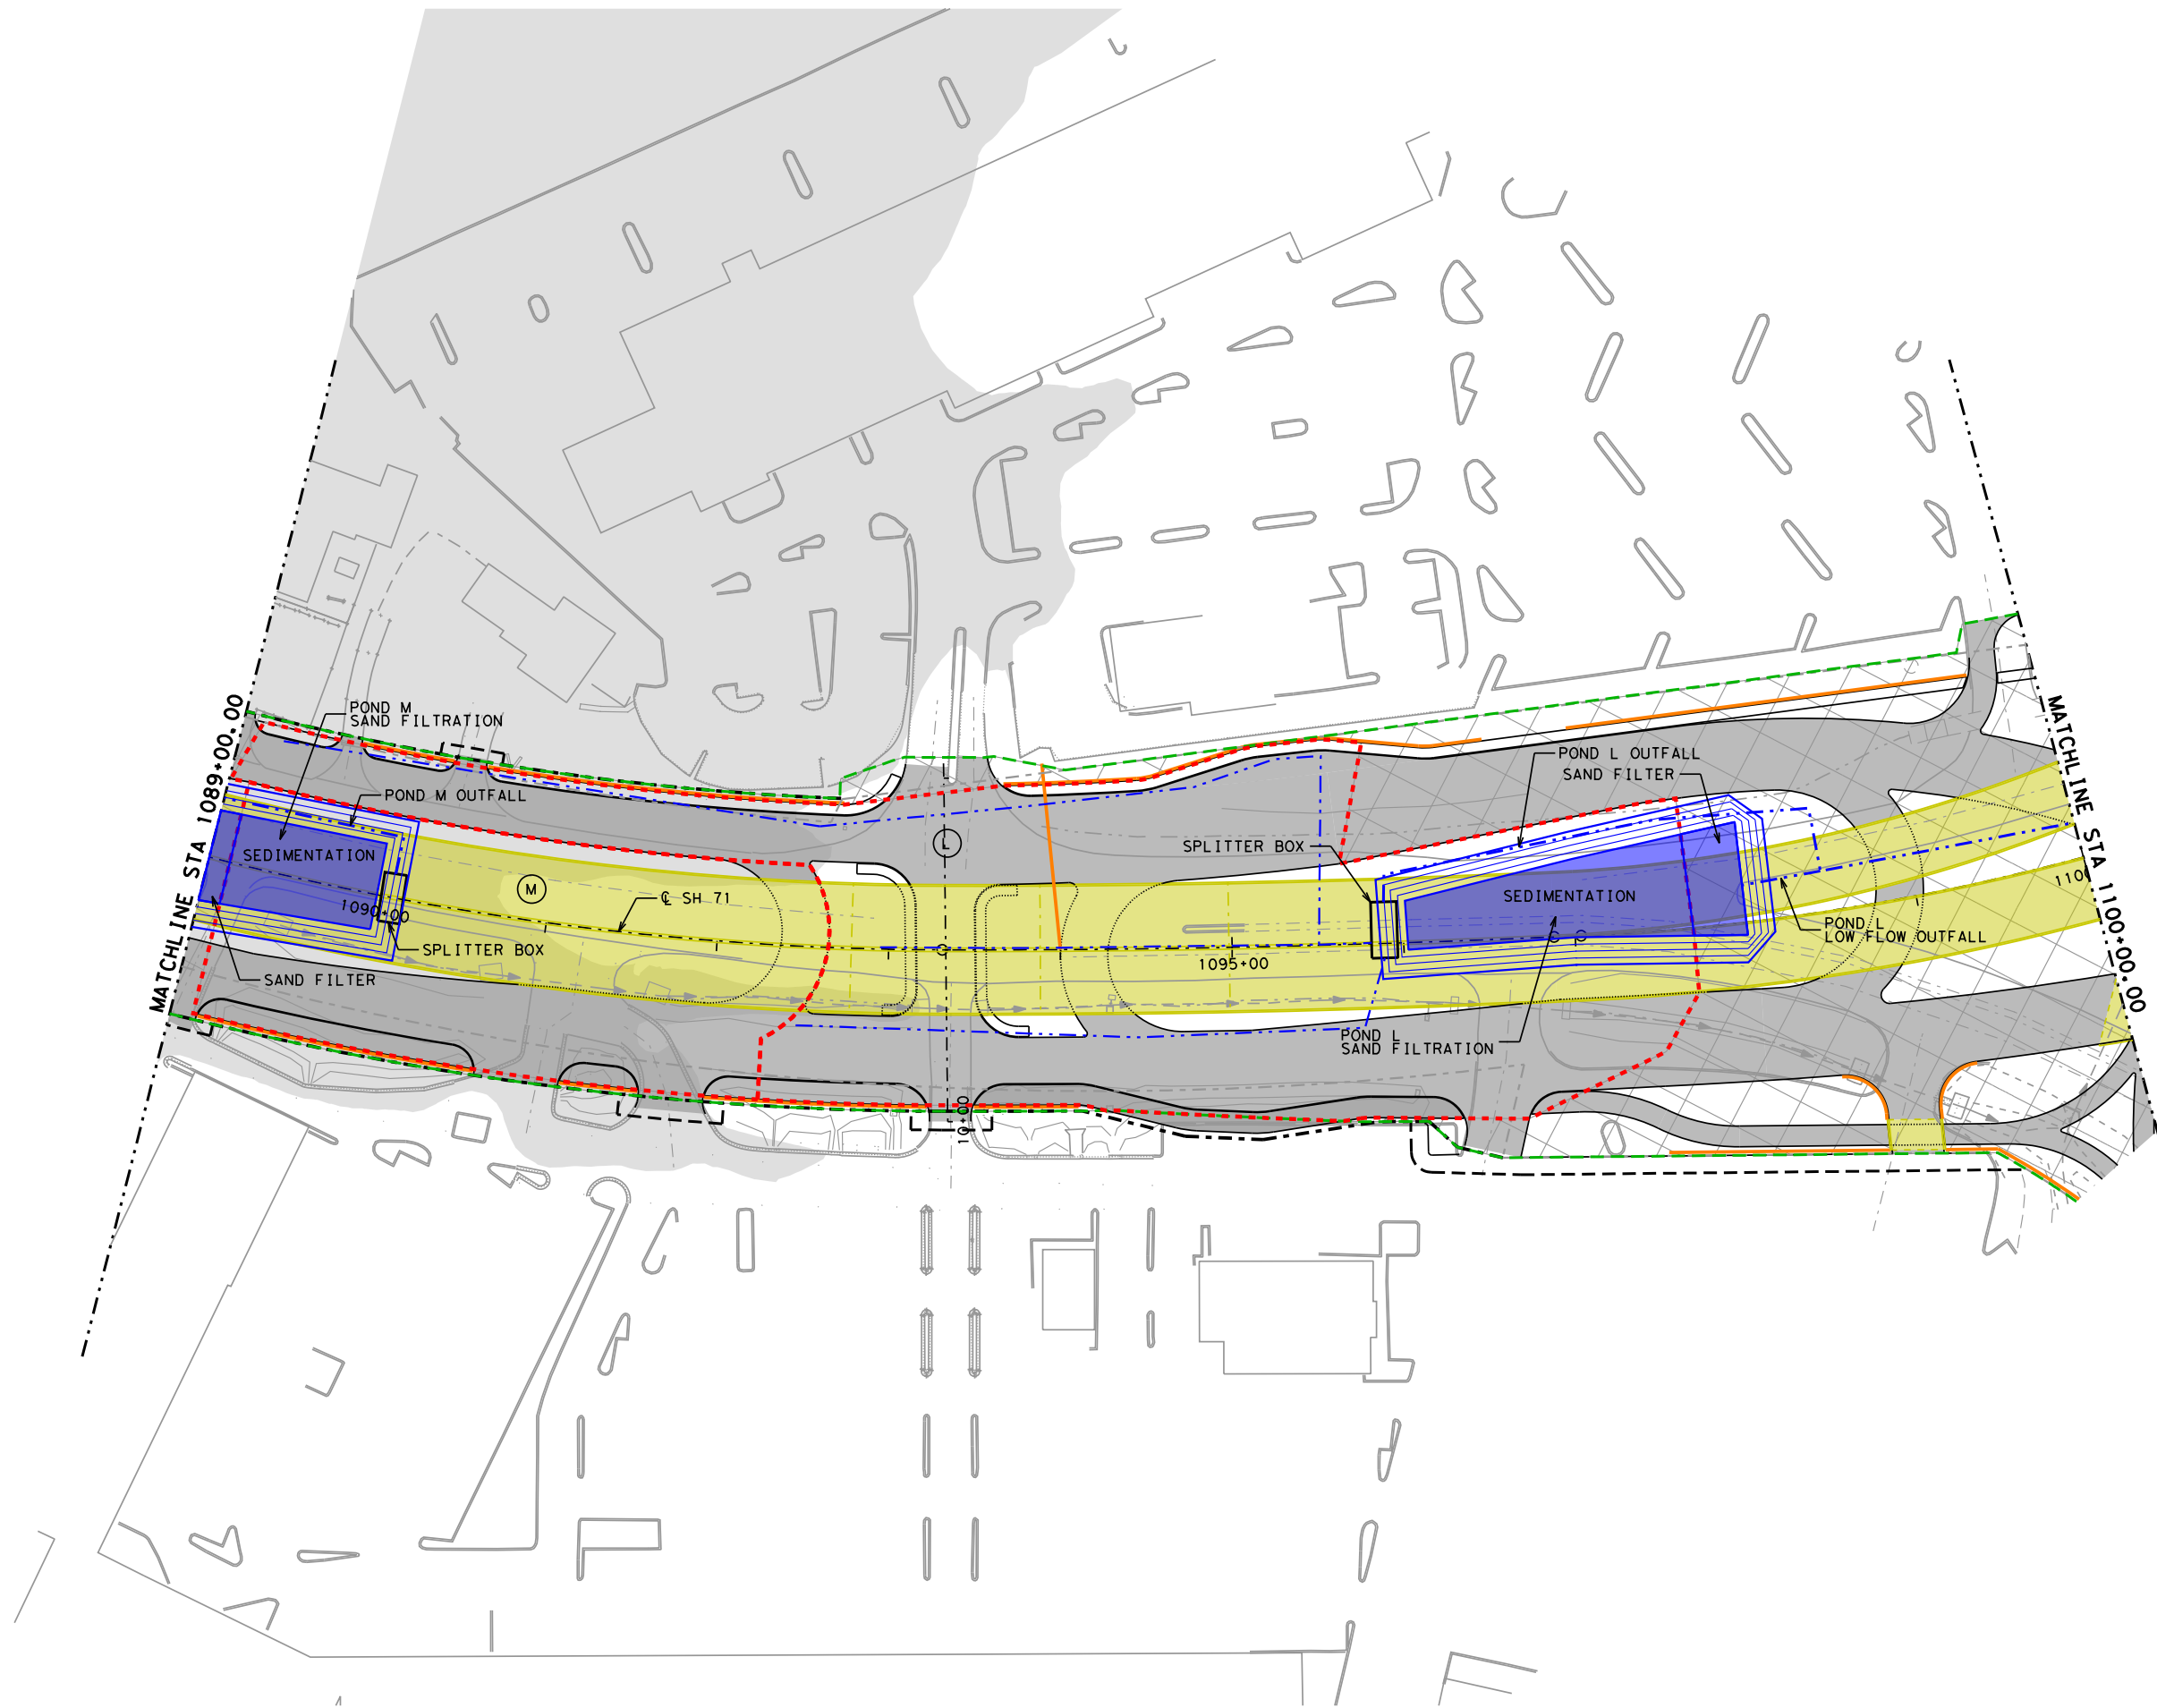 MATCHLINE STA 1089+00.00
POND M
SAND FILTRATION
POND M OUTFALL
SEDIMENTATION
1090+00
M
℄ SH 71
SPLITTER BOX
SAND FILTER
L
10+00
1095+00
POND L OUTFALL
SAND FILTER
SPLITTER BOX
SEDIMENTATION
POND L
LOW FLOW OUTFALL
POND L
SAND FILTRATION
110
MATCHLINE STA 1100+00.00